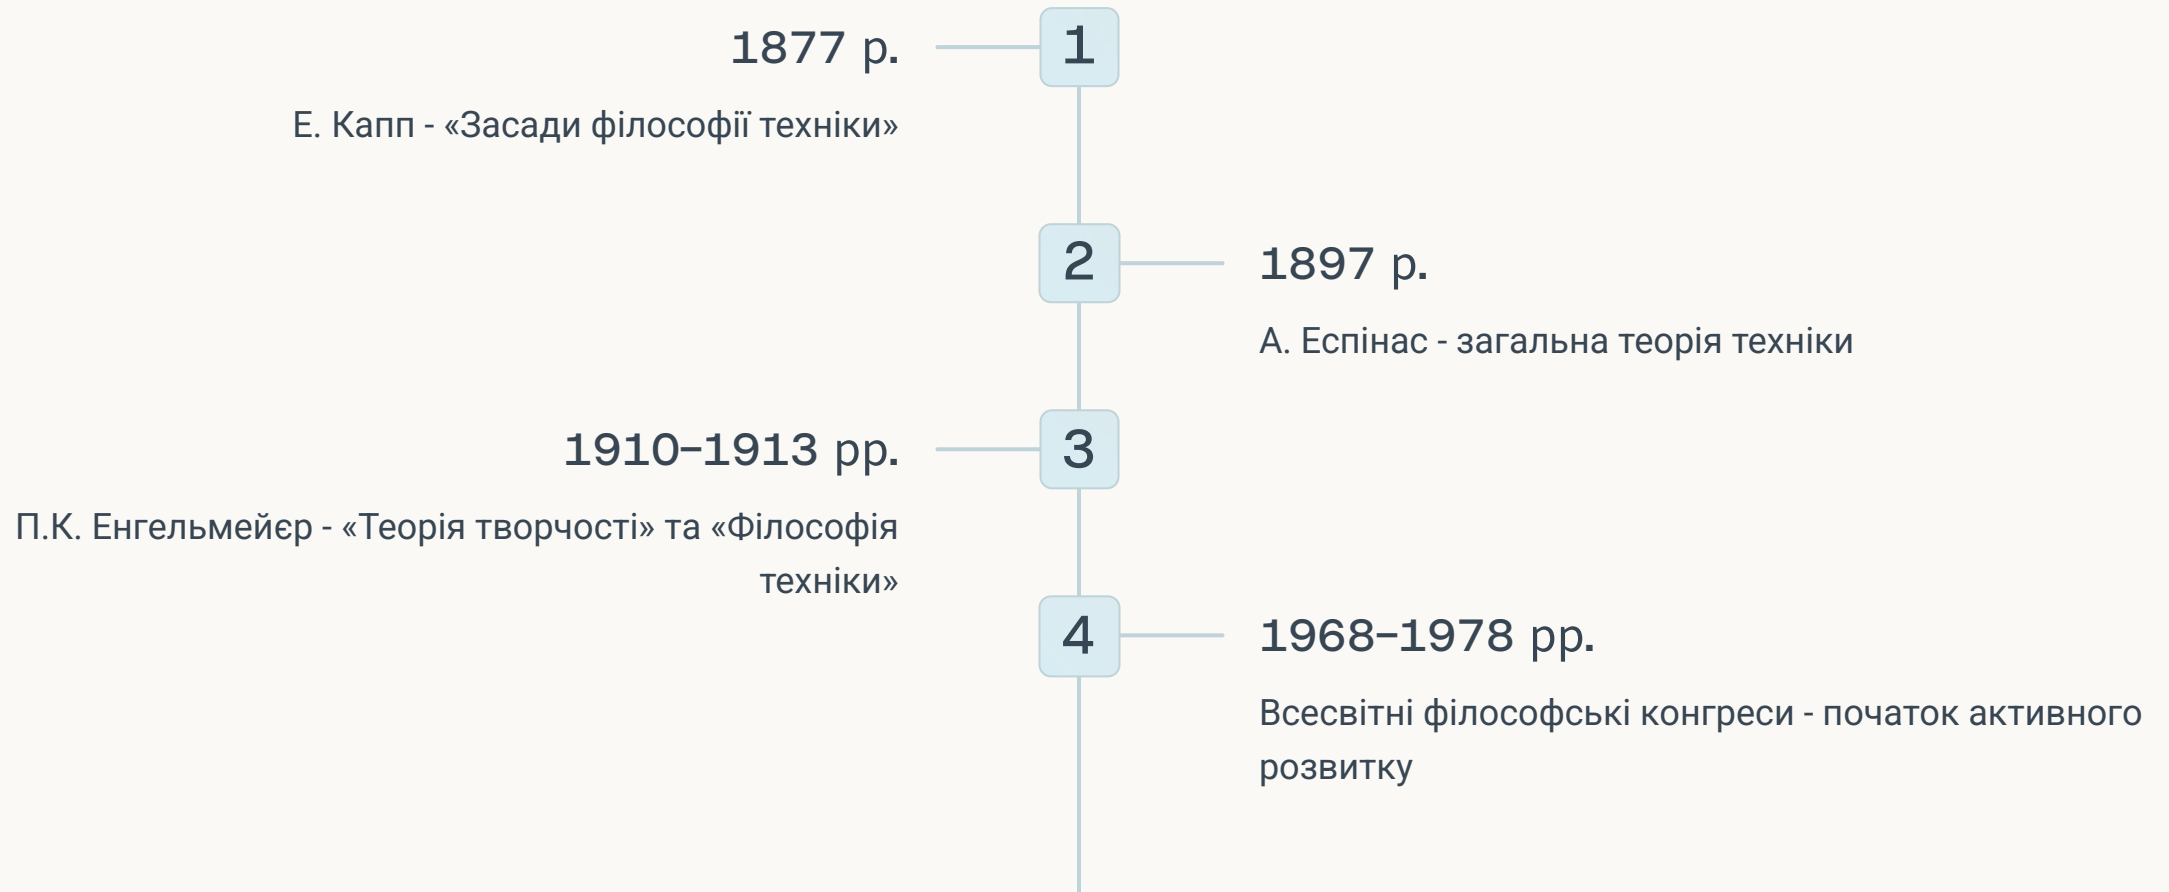 1877 р.
1
Е. Капп - «Засади філософії техніки»
2
1897 р.
А. Еспінас - загальна теорія техніки
1910–1913 рр.
3
П.К. Енгельмейєр - «Теорія творчості» та «Філософія
техніки»
4
1968–1978 рр.
Всесвітні філософські конгреси - початок активного
розвитку